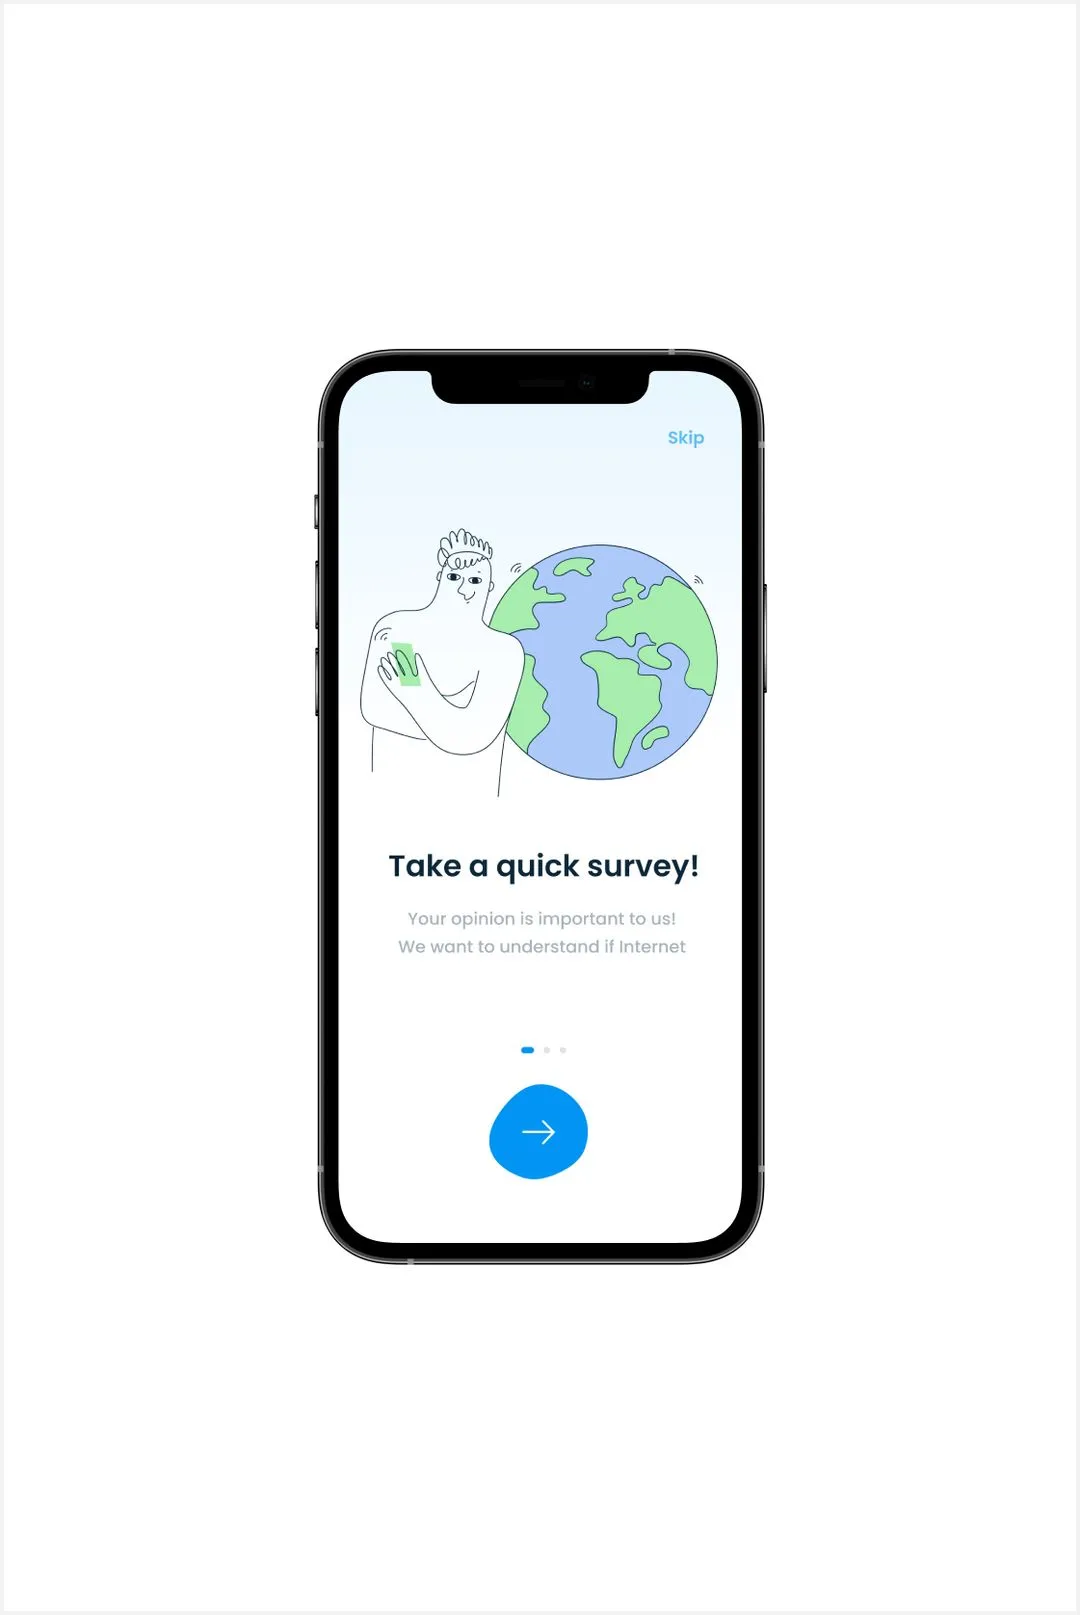 Skip
Take a quick survey!
Your opinion is important to us!
We want to understand if Internet